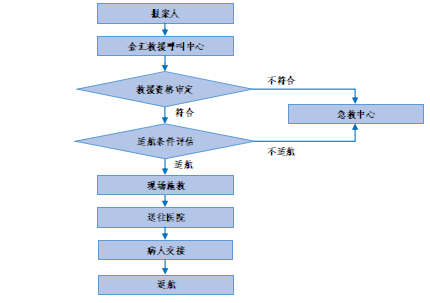 报案人
金汇救援呼叫中心
救援资格审定
不符合
符合
急救中心
适航条件评估
不适航
适航
现场施救
送往医院
病人交接
返航